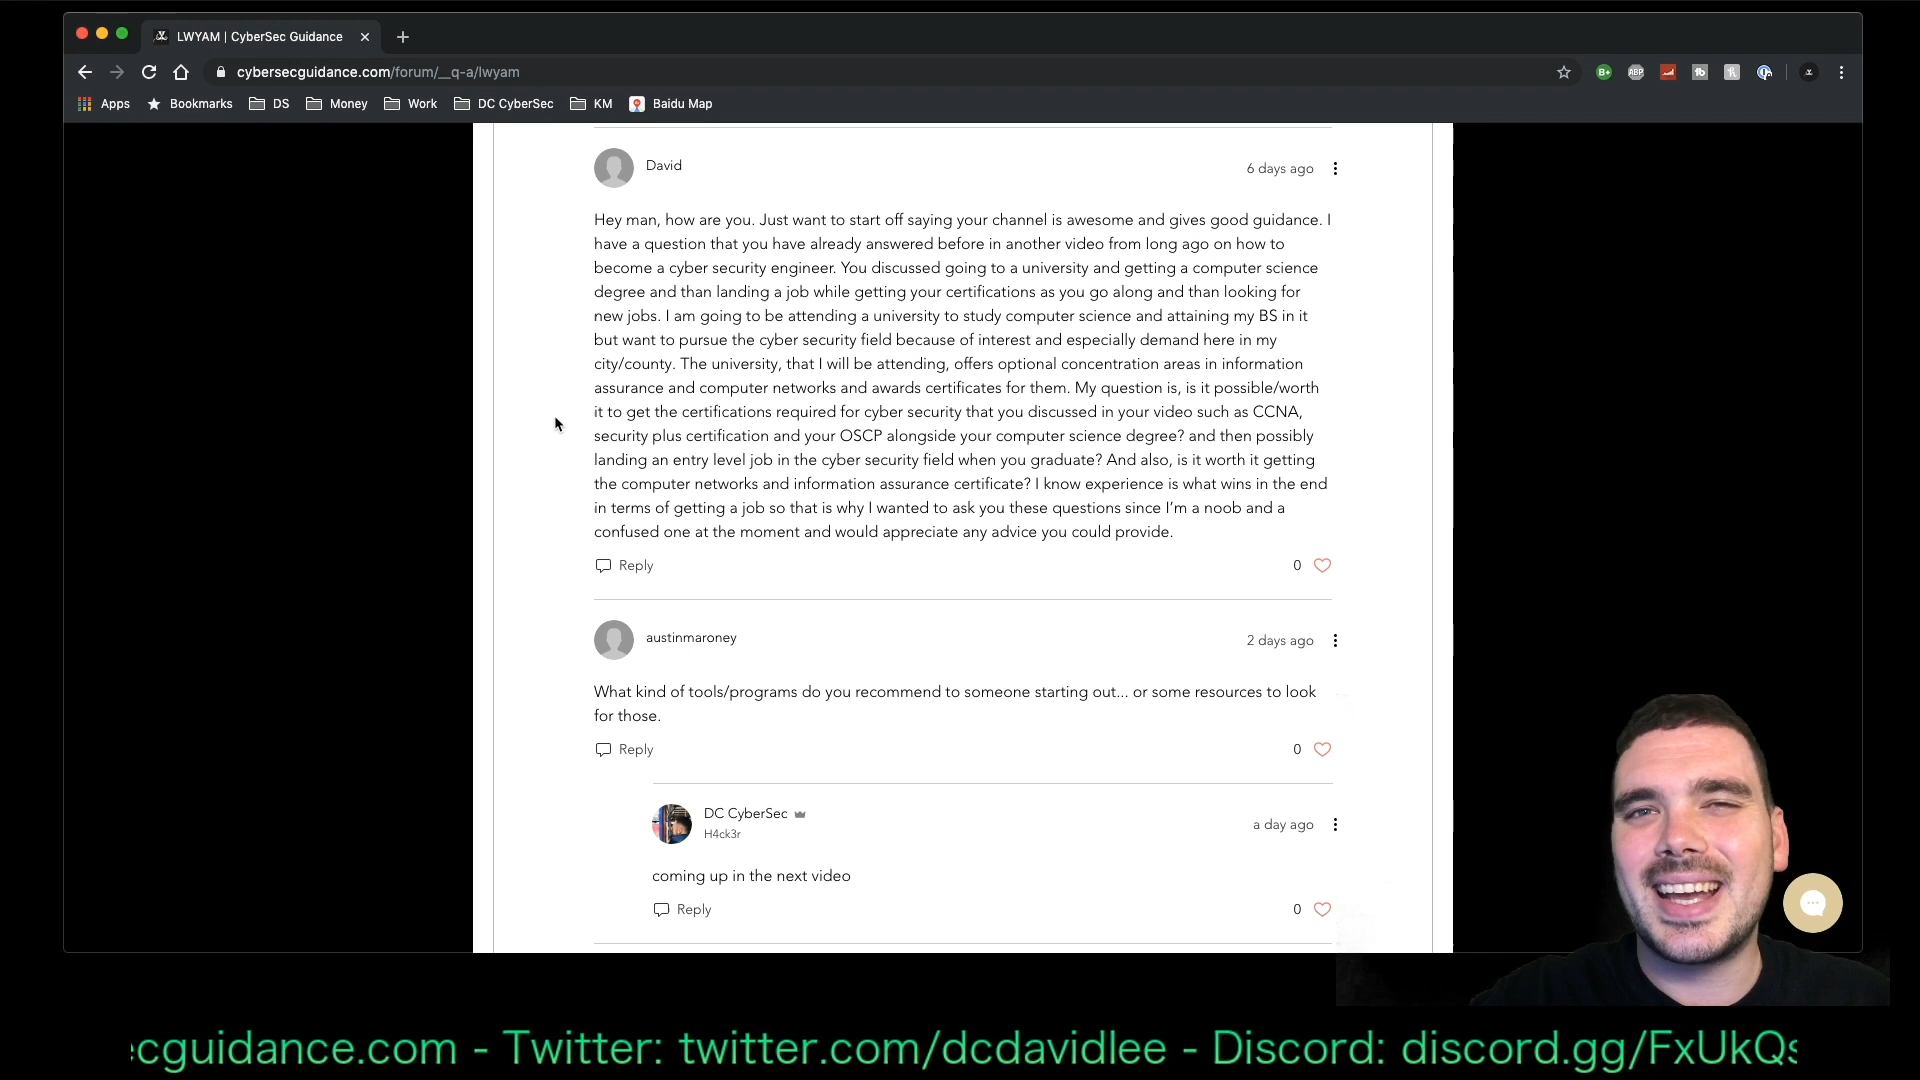 LWYAM | CyberSec Guidance
cybersecguidance.com/forum/__q-a/lwyam
Apps Bookmarks DS Money Work DC CyberSec KM Baidu Map
David
6 days ago
Hey man, how are you. Just want to start off saying your channel is awesome and gives good guidance. I
have a question that you have already answered before in another video from long ago on how to
become a cyber security engineer. You discussed going to a university and getting a computer science
degree and than landing a job while getting your certifications as you go along and than looking for
new jobs. I am going to be attending a university to study computer science and attaining my BS in it
but want to pursue the cyber security field because of interest and especially demand here in my
city/county. The university, that I will be attending, offers optional concentration areas in information
assurance and computer networks and awards certificates for them. My question is, is it possible/worth
it to get the certifications required for cyber security that you discussed in your video such as CCNA,
security plus certification and your OSCP alongside your computer science degree? and then possibly
landing an entry level job in the cyber security field when you graduate? And also, is it worth it getting
the computer networks and information assurance certificate? I know experience is what wins in the end
in terms of getting a job so that is why I wanted to ask you these questions since I'm a noob and a
confused one at the moment and would appreciate any advice you could provide.
Reply
0
austinmaroney
2 days ago
What kind of tools/programs do you recommend to someone starting out... or some resources to look
for those.
Reply
0
DC CyberSec
H4ck3r
a day ago
coming up in the next video
Reply
0
cguidance.com - Twitter: twitter.com/dcdavidlee - Discord: discord.gg/FxUkQs